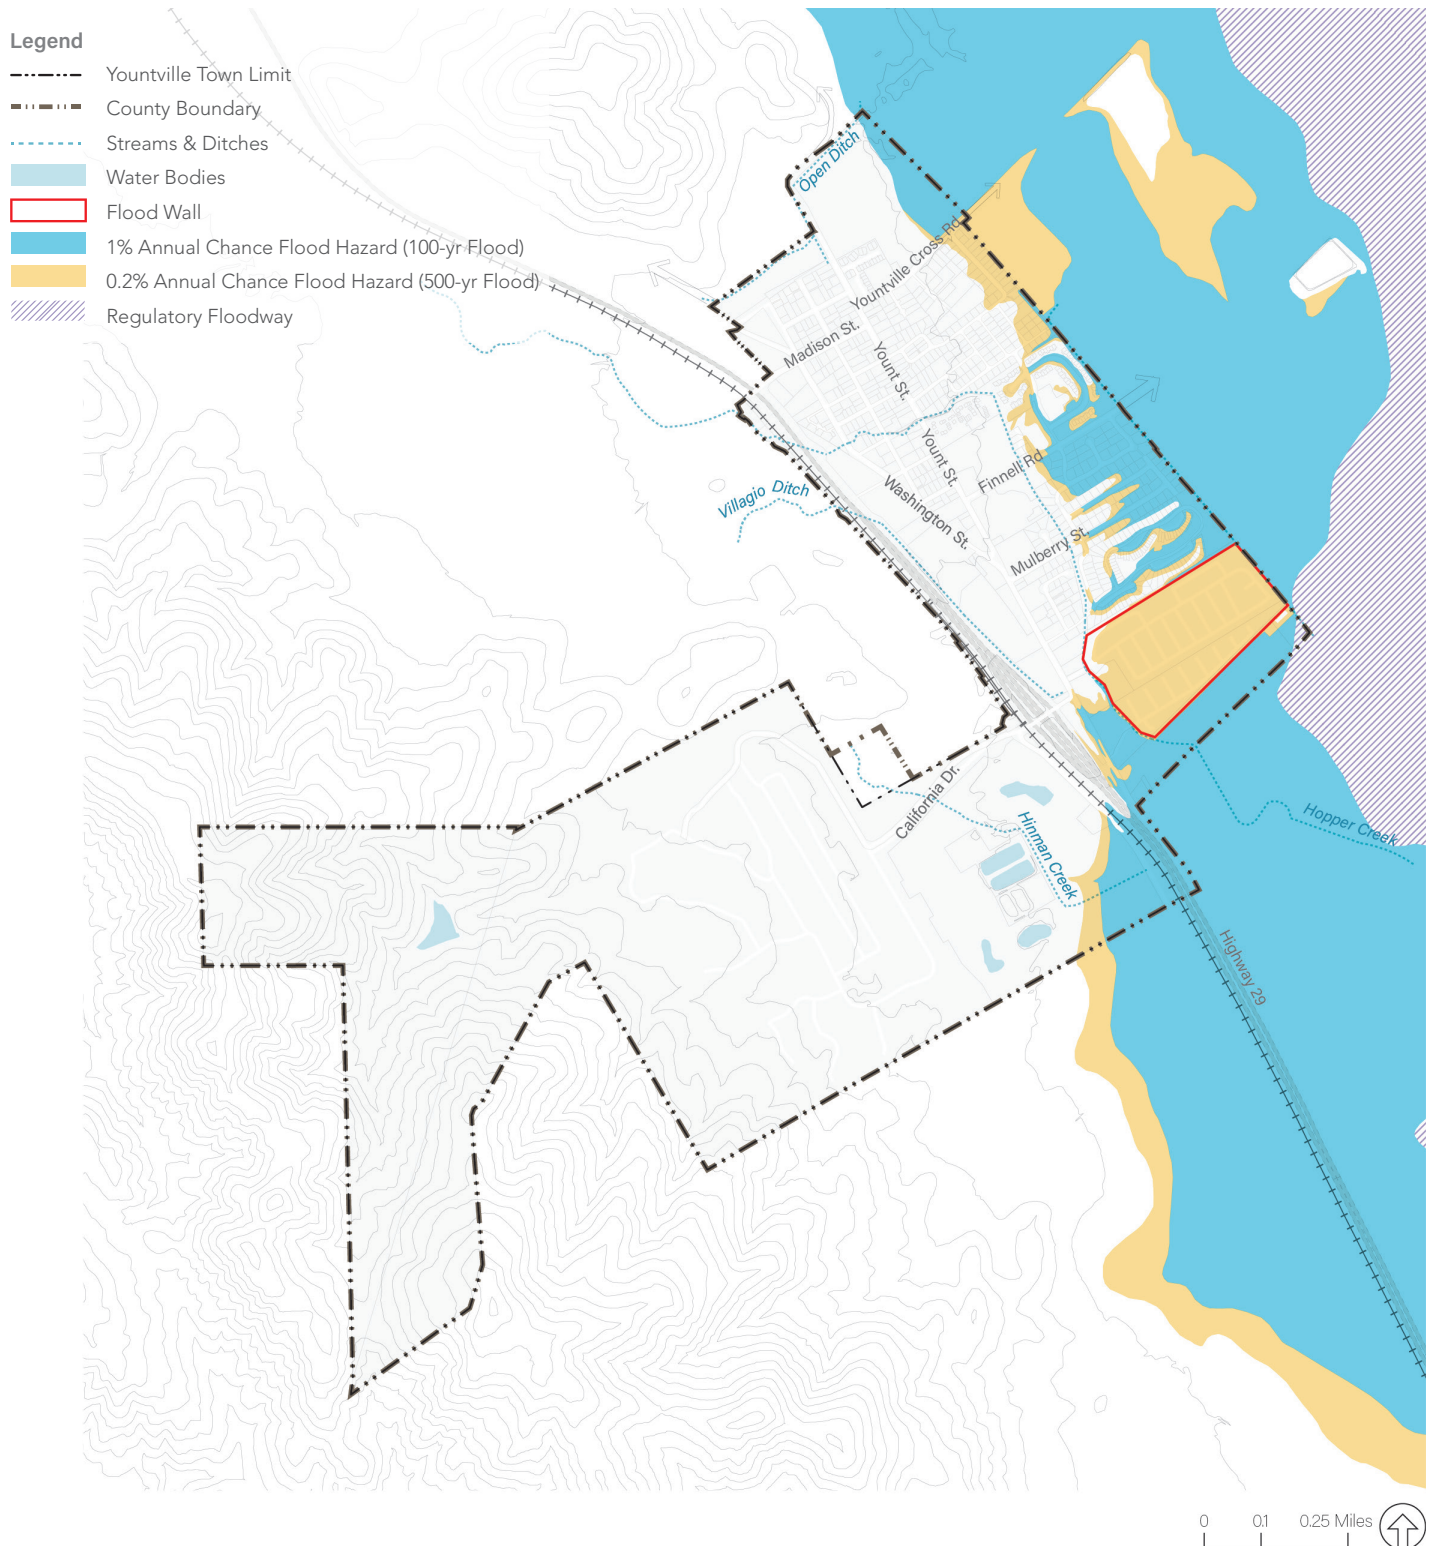 Legend
Yountville Town Limit
County Boundary
Streams & Ditches
Water Bodies
Flood Wall
1% Annual Chance Flood Hazard (100-yr Flood)
0.2% Annual Chance Flood Hazard (500-yr Flood)
Regulatory Floodway
Open Ditch
Yountville Cross Rd.
Madison St.
Yount St.
Yount St.
Finnell Rd
Villagio Ditch
Washington St.
Mulberry St.
California Dr.
Hinman Creek
Hopper Creek
Highway 29
0 0.1 0.25 Miles